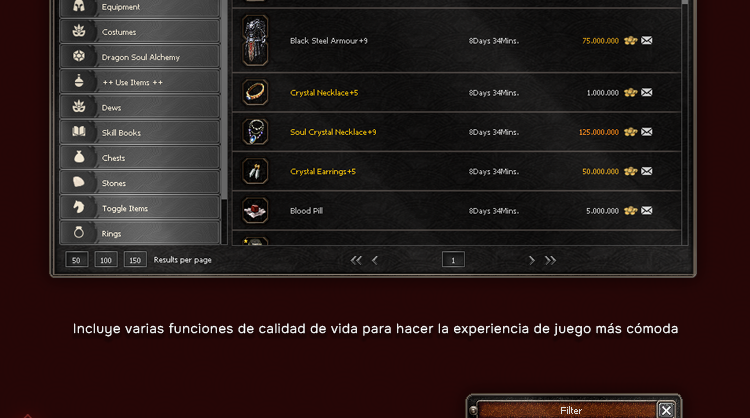 Equipment
Costumes
Dragon Soul Alchemy
++ Use Items ++
Dews
Skill Books
Chests
Stones
Toggle Items
Rings
Black Steel Armour+9 8Days 34Mins. 75.000.000
Crystal Necklace+5 8Days 34Mins. 1.000.000
Soul Crystal Necklace+9 8Days 34Mins. 125.000.000
Crystal Earrings+5 8Days 34Mins. 50.000.000
Blood Pill 8Days 34Mins. 5.000.000
50 100 150 Results per page 1
Incluye varias funciones de calidad de vida para hacer la experiencia de juego más cómoda
Filter